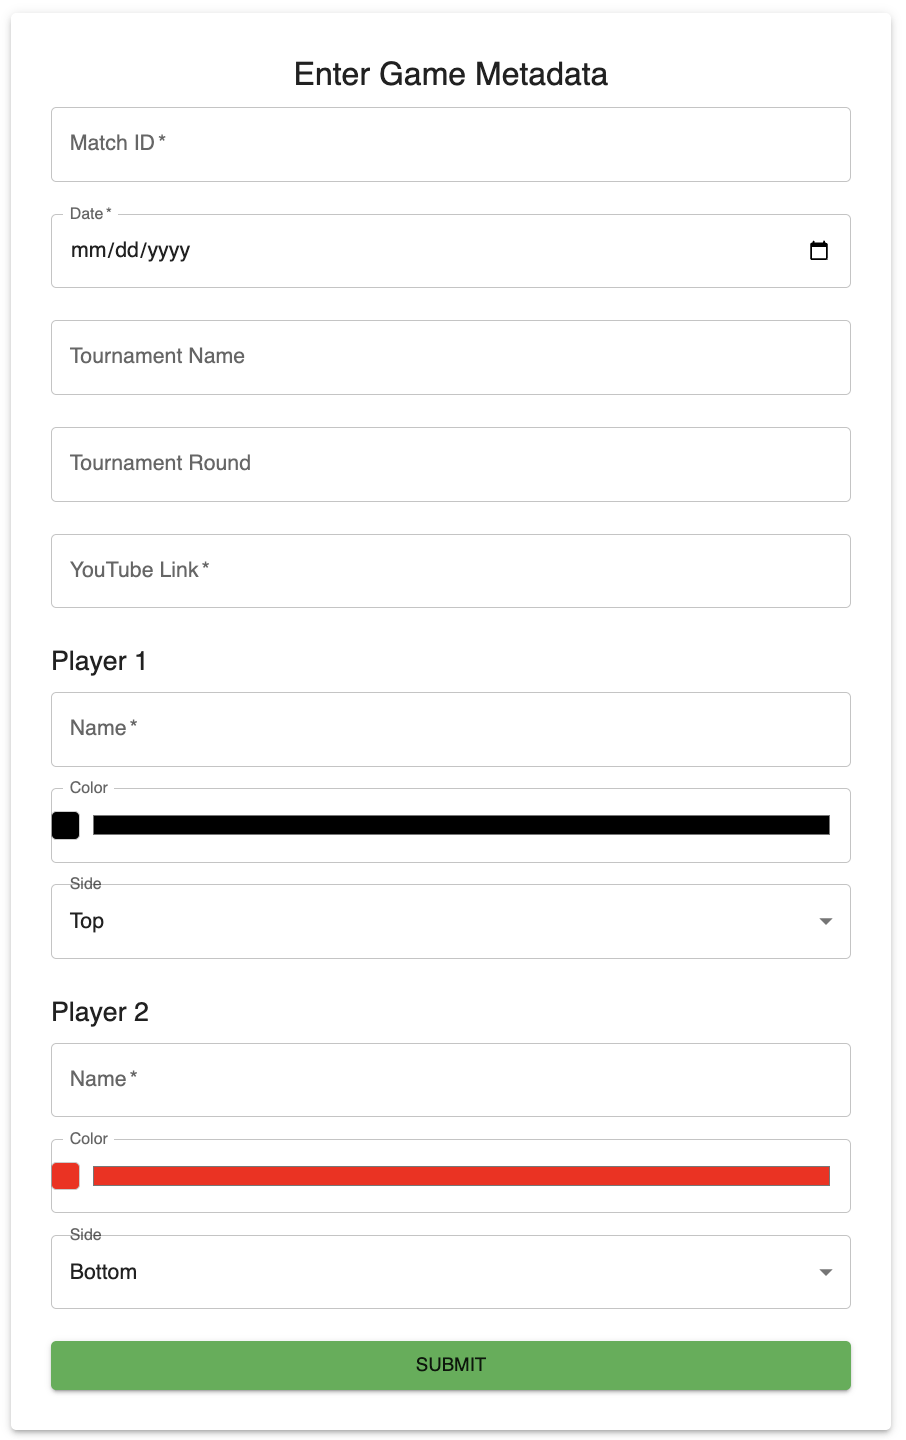 Enter Game Metadata
Match ID *
Date *
mm/dd/yyyy
Tournament Name
Tournament Round
YouTube Link *
Player 1
Name *
Color
Side
Top
Player 2
Name *
Color
Side
Bottom
SUBMIT